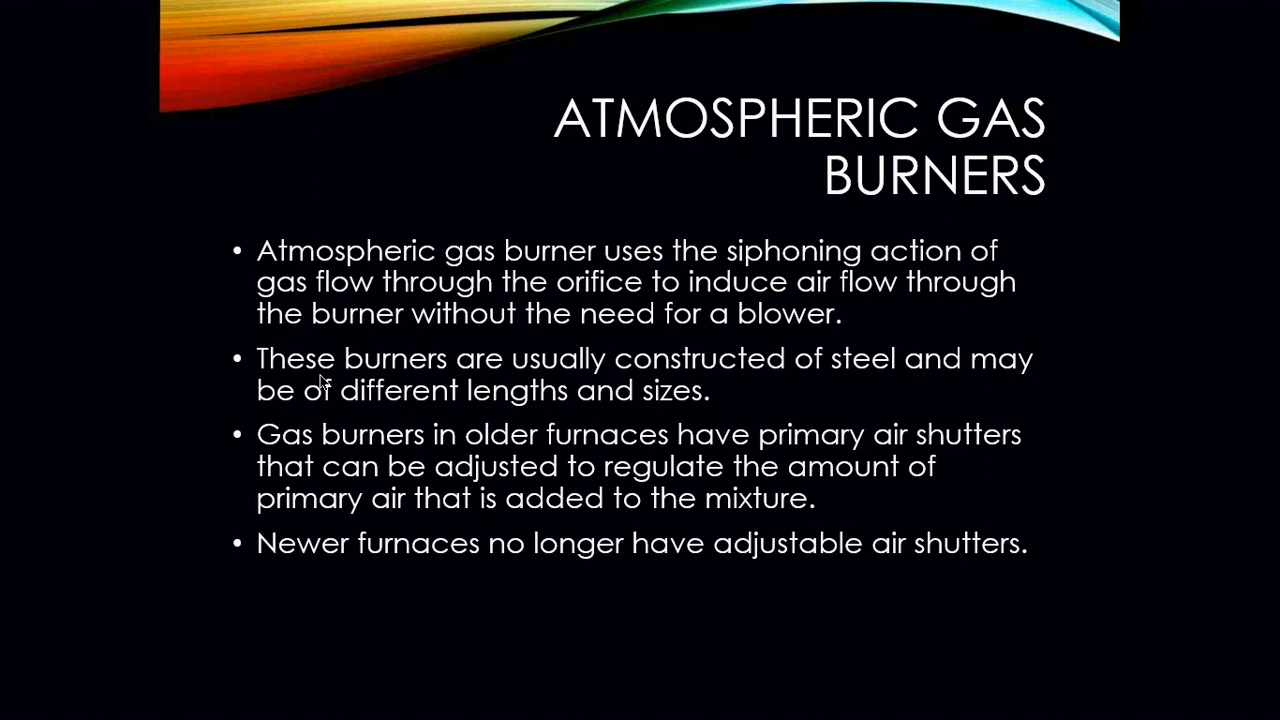 ATMOSPHERIC GAS
BURNERS
• Atmospheric gas burner uses the siphoning action of
gas flow through the orifice to induce air flow through
the burner without the need for a blower.
• These burners are usually constructed of steel and may
be of different lengths and sizes.
• Gas burners in older furnaces have primary air shutters
that can be adjusted to regulate the amount of
primary air that is added to the mixture.
• Newer furnaces no longer have adjustable air shutters.